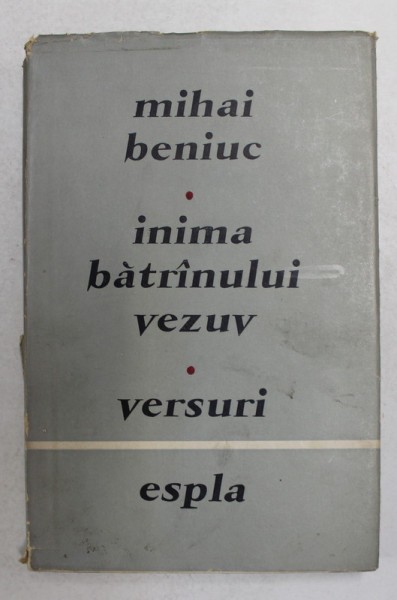 mihai
beniuc
•
inima
bàtrînului
vezuv
•
versuri
espla